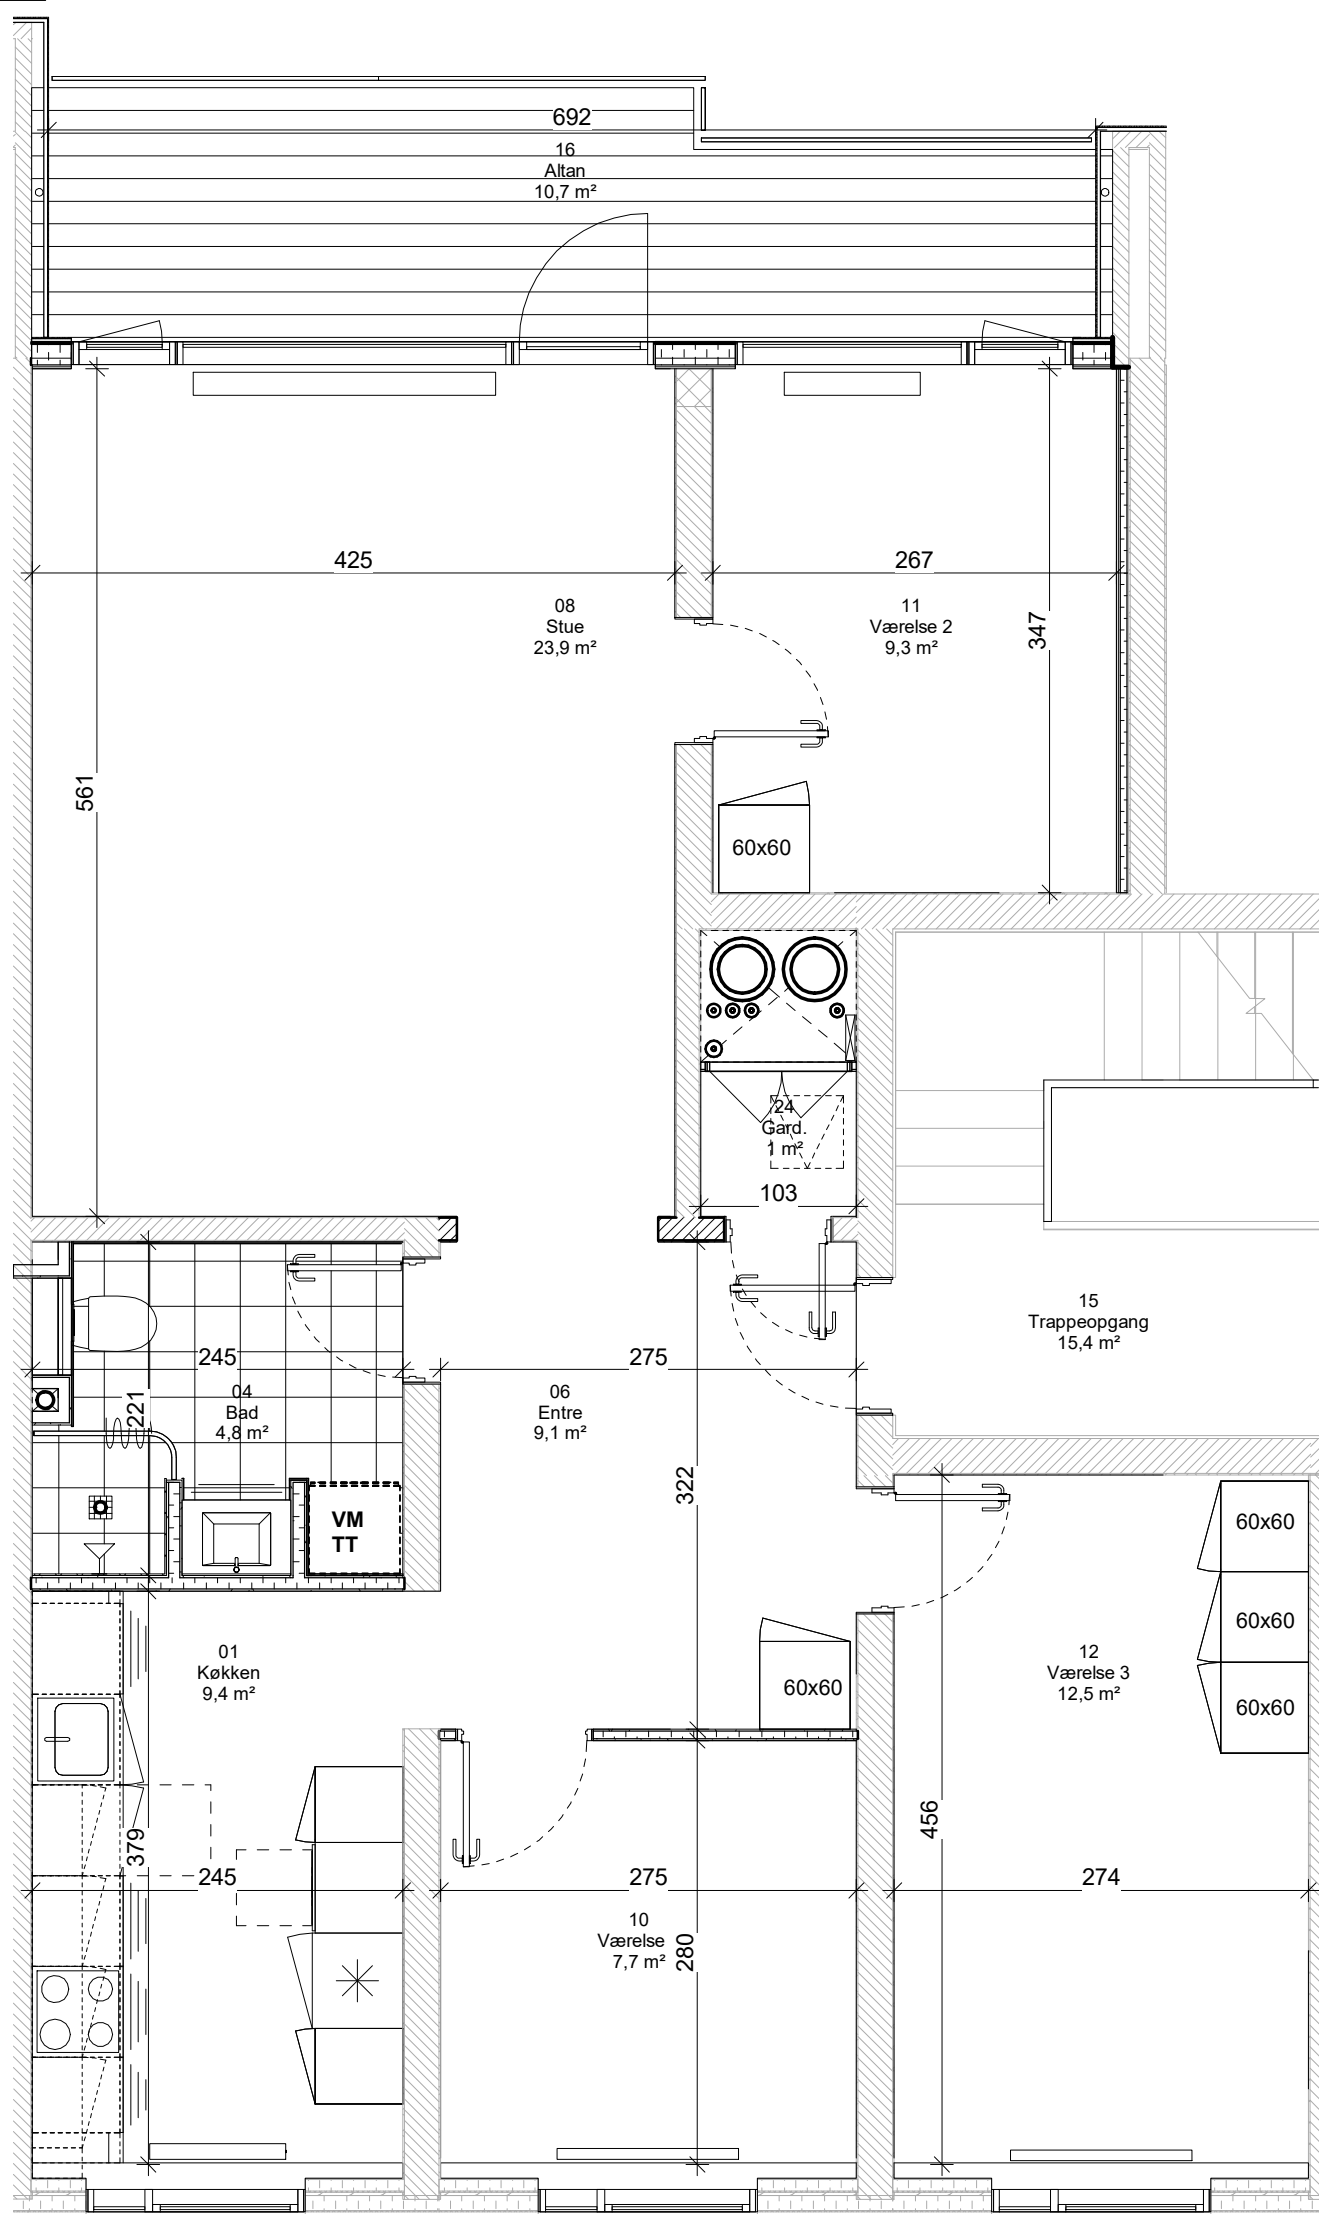 692
16
Altan
10,7 m²
425
267
08
Stue
23,9 m²
11
Værelse 2
9,3 m²
347
561
60x60
24
Gard.
1 m²
103
15
Trappeopgang
15,4 m²
245
275
04
Bad
4,8 m²
221
06
Entre
9,1 m²
322
VM
TT
60x60
60x60
60x60
01
Køkken
9,4 m²
12
Værelse 3
12,5 m²
60x60
379
456
245
275
274
10
Værelse
7,7 m²
280